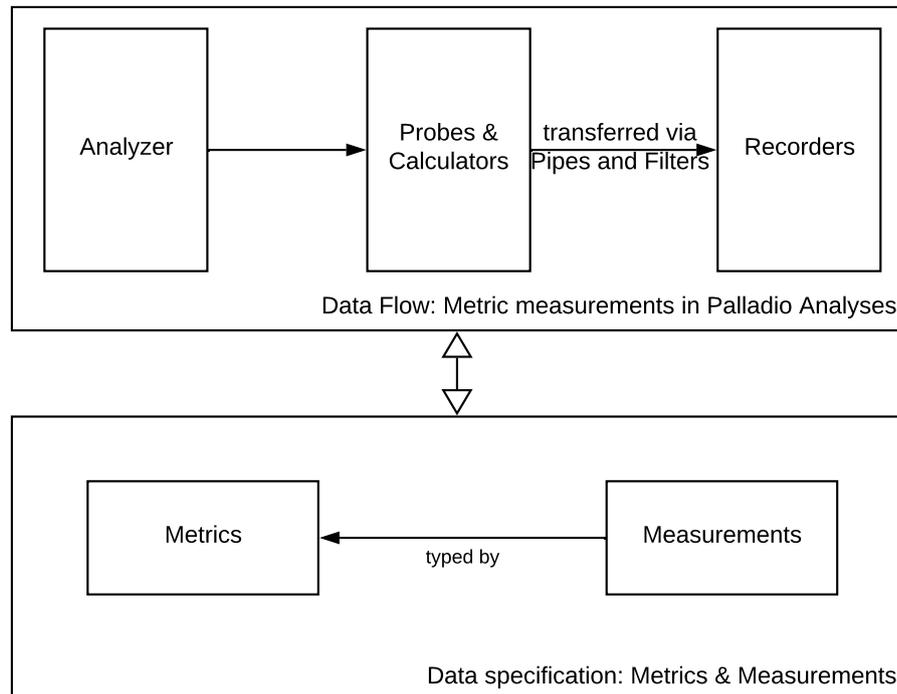 Analyzer
Probes &
Calculators
transferred via
Pipes and Filters
Recorders
Data Flow: Metric measurements in Palladio Analyses
Metrics
typed by
Measurements
Data specification: Metrics & Measurements